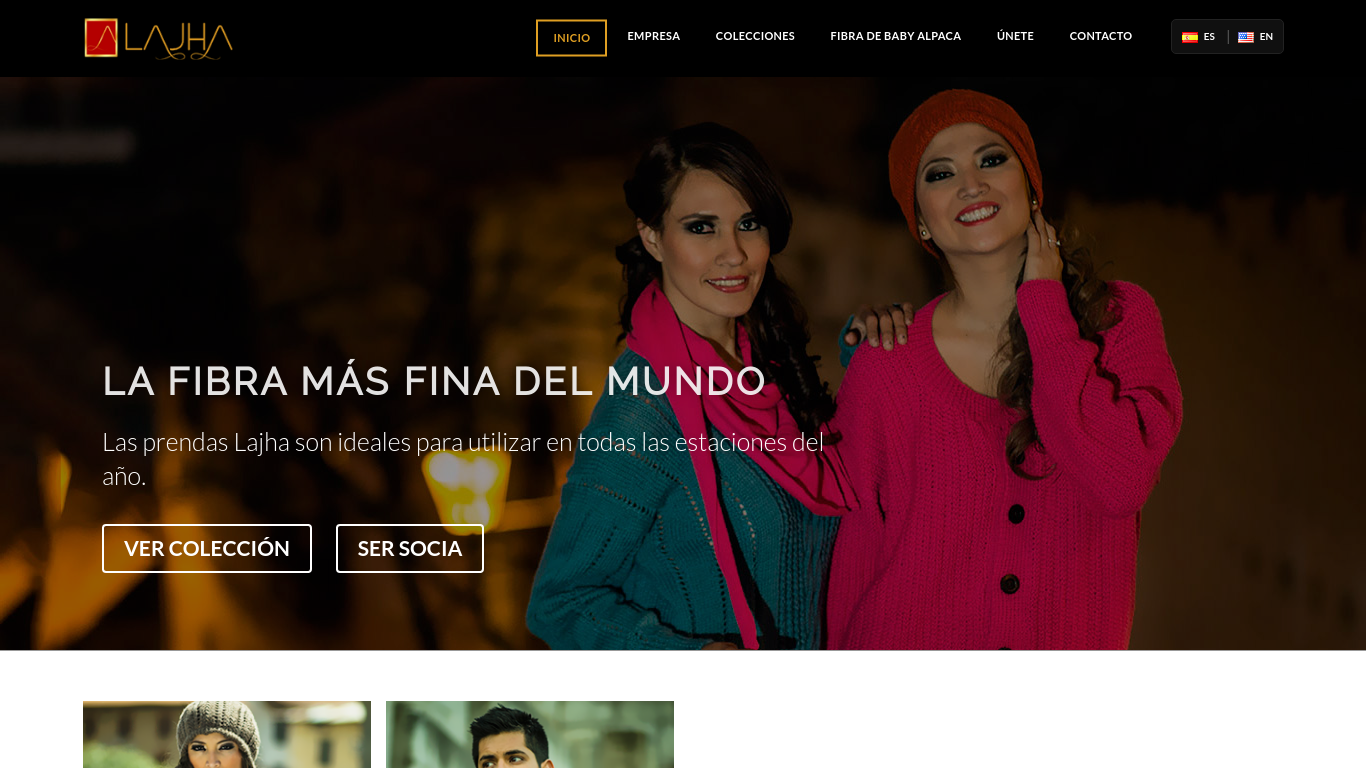 LAJHA
INICIO
EMPRESA
COLECCIONES
FIBRA DE BABY ALPACA
ÚNETE
CONTACTO
ES
EN
LA FIBRA MÁS FINA DEL MUNDO
Las prendas Lajha son ideales para utilizar en todas las estaciones del
año.
VER COLECCIÓN
SER SOCIA